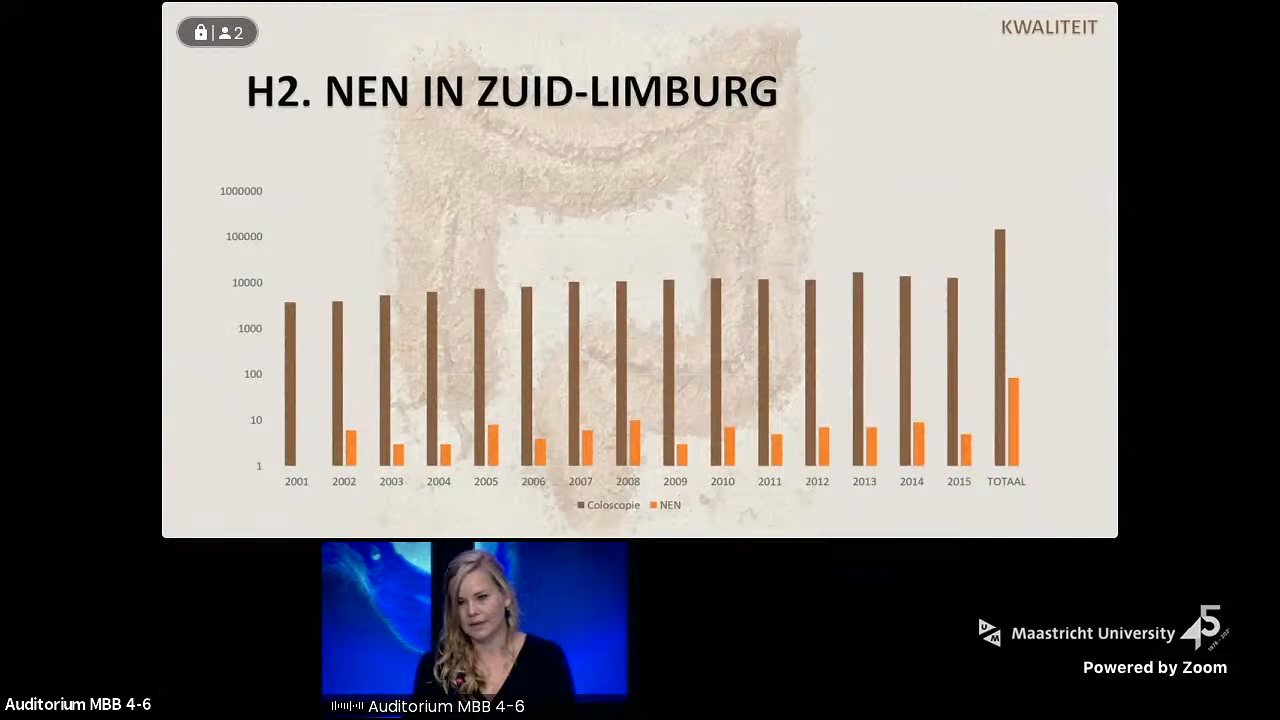 2
KWALITEIT
H2. NEN IN ZUID-LIMBURG
1000000
100000
10000
1000
100
10
1
2001 2002 2003 2004 2005 2006 2007 2008 2009 2010 2011 2012 2013 2014 2015 TOTAAL
Coloscopie NEN
UM Maastricht University 45
Powered by Zoom
Auditorium MBB 4-6
Auditorium MBB 4-6